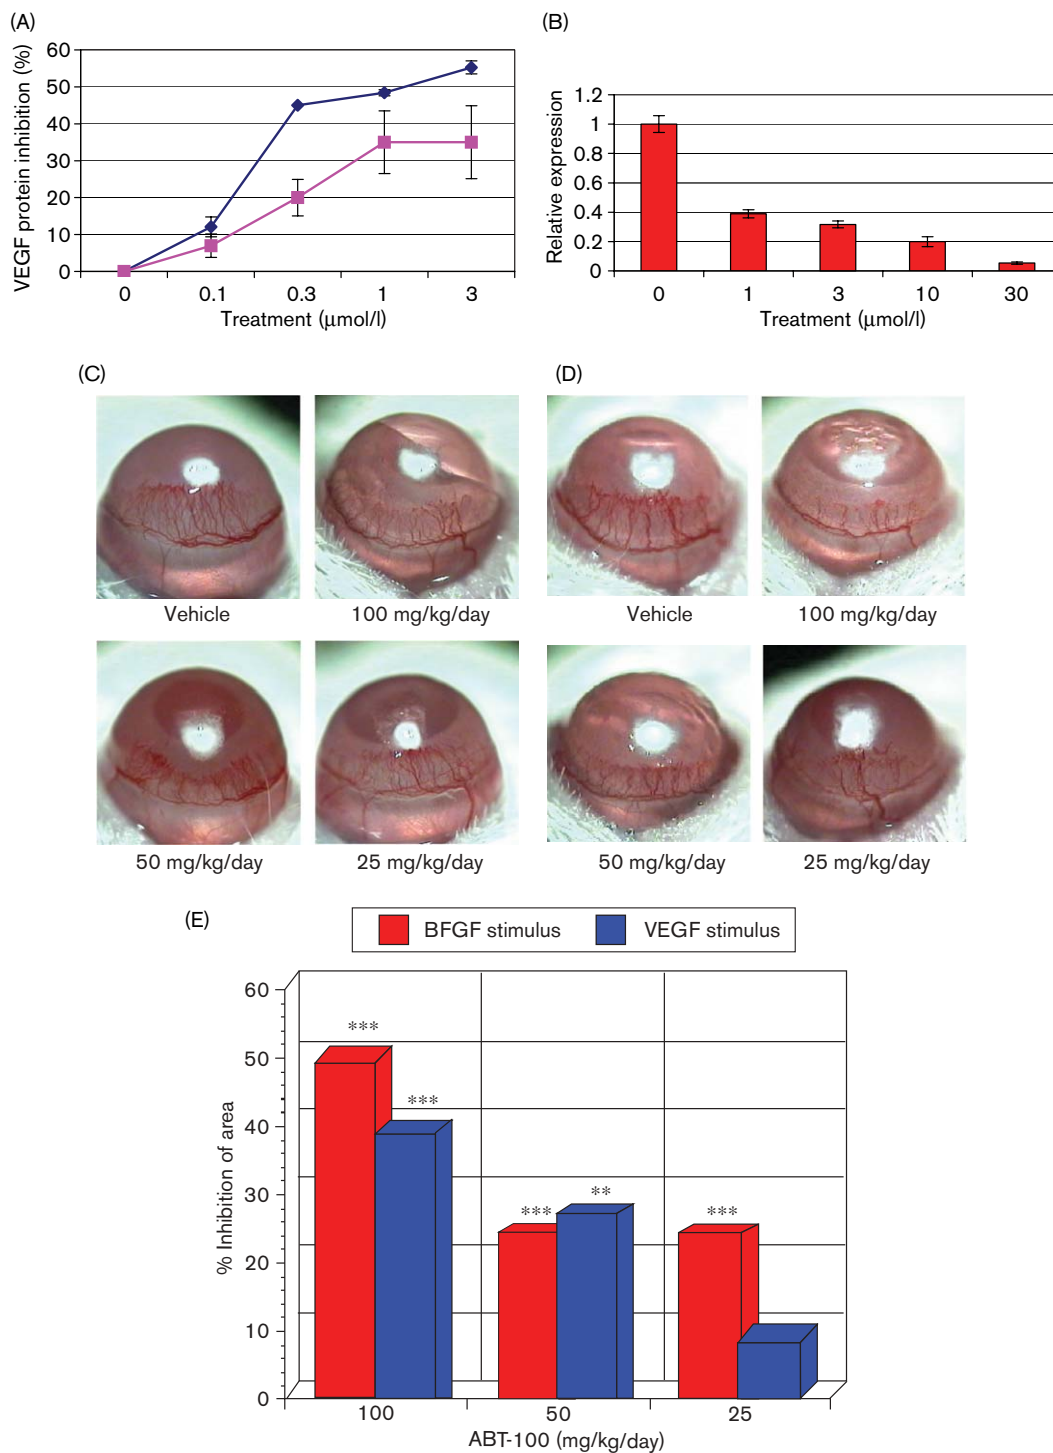 (A)
VEGF protein inhibition (%)
60
50
40
30
20
10
0
0 0.1 0.3 1 3
Treatment (μmol/l)
(B)
Relative expression
1.2
1
0.8
0.6
0.4
0.2
0
0 1 3 10 30
Treatment (μmol/l)
(C)
Vehicle
100 mg/kg/day
50 mg/kg/day
25 mg/kg/day
(D)
Vehicle
100 mg/kg/day
50 mg/kg/day
25 mg/kg/day
(E)
BFGF stimulus
VEGF stimulus
% Inhibition of area
60
50
40
30
20
10
0
***
***
***
**
***
100 50 25
ABT-100 (mg/kg/day)